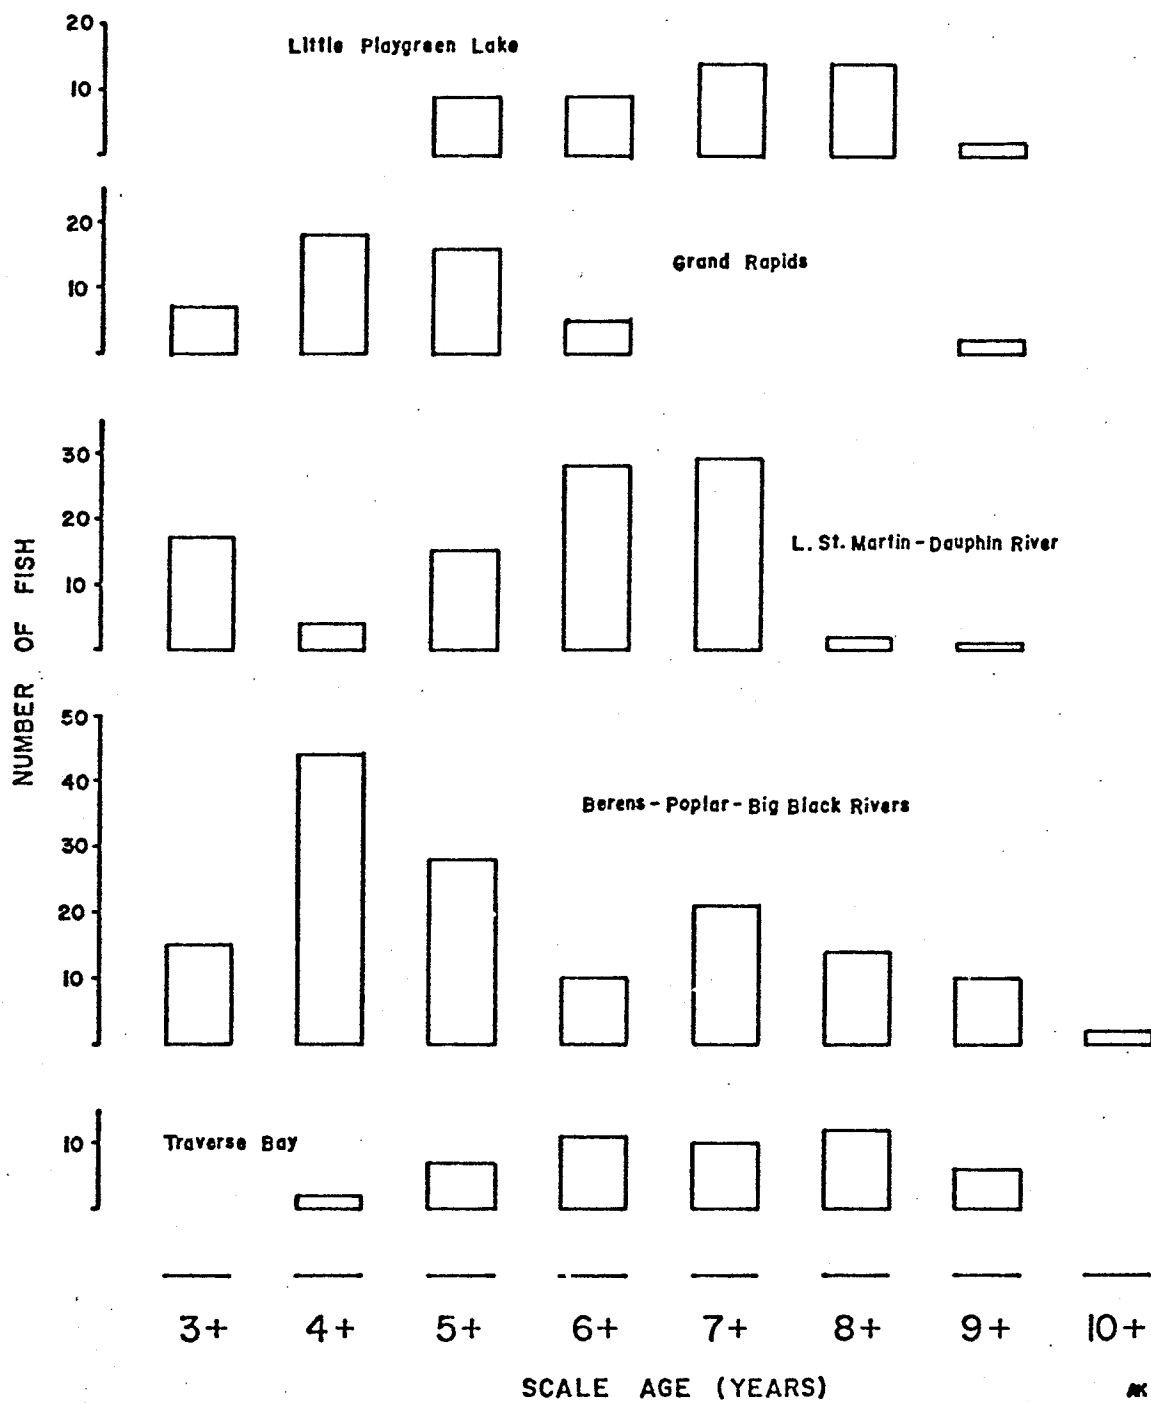 20
Little Playgreen Lake
10
20
Grand Rapids
10
30
20
L. St. Martin-Dauphin River
10
NUMBER OF FISH
50
40
Berens-Poplar-Big Black Rivers
30
20
10
10
Traverse Bay
3+ 4+ 5+ 6+ 7+ 8+ 9+ 10+
SCALE AGE (YEARS)
AK